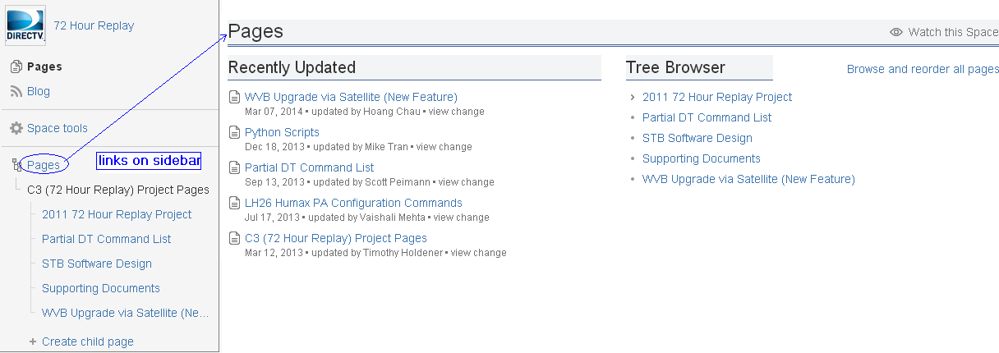 DIRECTV
72 Hour Replay
Pages
Blog
Space tools
Pages
links on sidebar
C3 (72 Hour Replay) Project Pages
2011 72 Hour Replay Project
Partial DT Command List
STB Software Design
Supporting Documents
WVB Upgrade via Satellite (Ne...
+ Create child page
Pages
Watch this Space
Recently Updated
WVB Upgrade via Satellite (New Feature)
Mar 07, 2014 • updated by Hoang Chau • view change
Python Scripts
Dec 18, 2013 • updated by Mike Tran • view change
Partial DT Command List
Sep 13, 2013 • updated by Scott Peimann • view change
LH26 Humax PA Configuration Commands
Jul 17, 2013 • updated by Vaishali Mehta • view change
C3 (72 Hour Replay) Project Pages
Mar 12, 2013 • updated by Timothy Holdener • view change
Tree Browser
Browse and reorder all pages
2011 72 Hour Replay Project
Partial DT Command List
STB Software Design
Supporting Documents
WVB Upgrade via Satellite (New Feature)